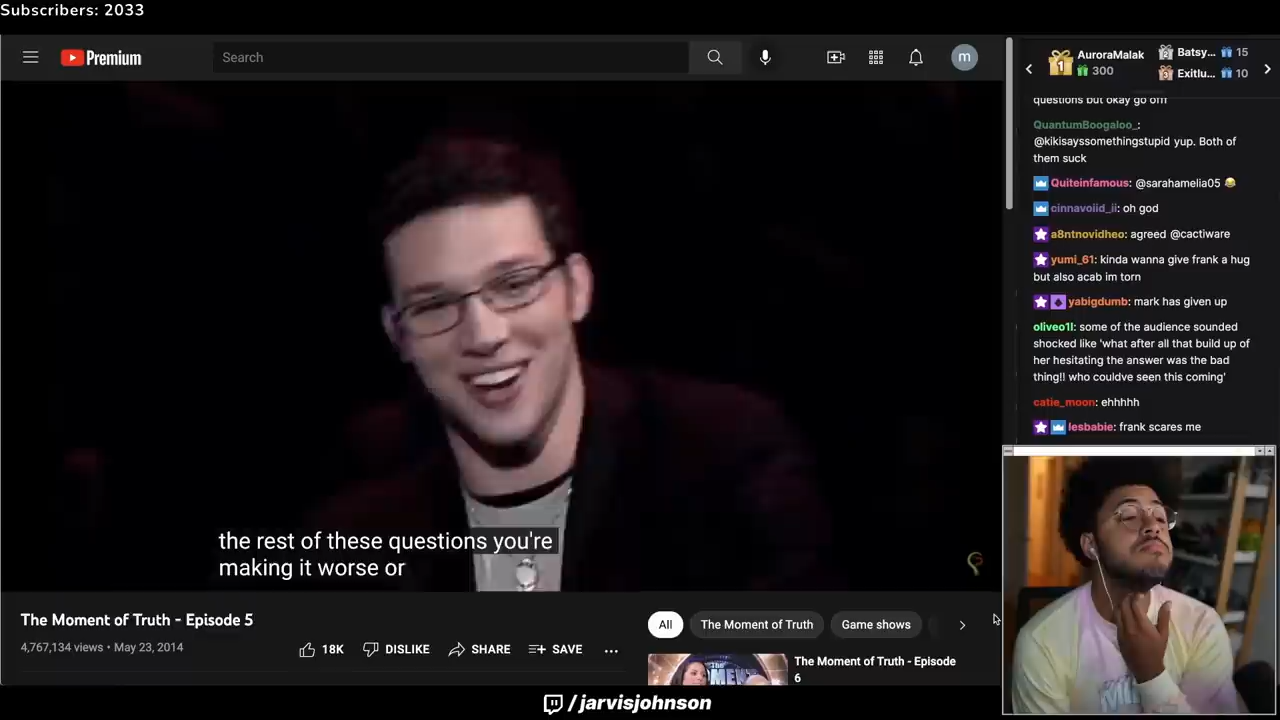 Subscribers: 2033
Premium
Search
m
1
AuroraMalak
300
2
Batsy...
15
3
Exitlu...
10
questions but okay go off
QuantumBoogaloo_:
@kikisayssomethingstupid yup. Both of
them suck
Quiteinfamous: @sarahamelia05 😂
cinnavoiid_ii: oh god
a8ntnovidheo: agreed @cactiware
yumi_61: kinda wanna give frank a hug
but also acab im torn
yabigdumb: mark has given up
oliveo1l: some of the audience sounded
shocked like 'what after all that build up of
her hesitating the answer was the bad
thing!! who couldve seen this coming'
catie_moon: ehhhhh
lesbabie: frank scares me
the rest of these questions you're
making it worse or
The Moment of Truth - Episode 5
4,767,134 views • May 23, 2014
18K
DISLIKE
SHARE
SAVE
...
All
The Moment of Truth
Game shows
The Moment of Truth - Episode
6
/jarvisjohnson